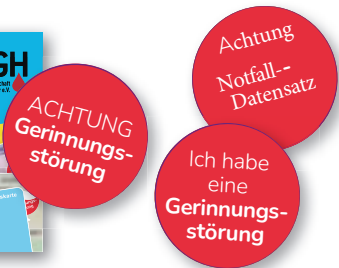 GH
ACHTUNG
Gerinnungs-
störung
Achtung
Notfall--
Datensatz
Ich habe
eine
Gerinnungs-
störung